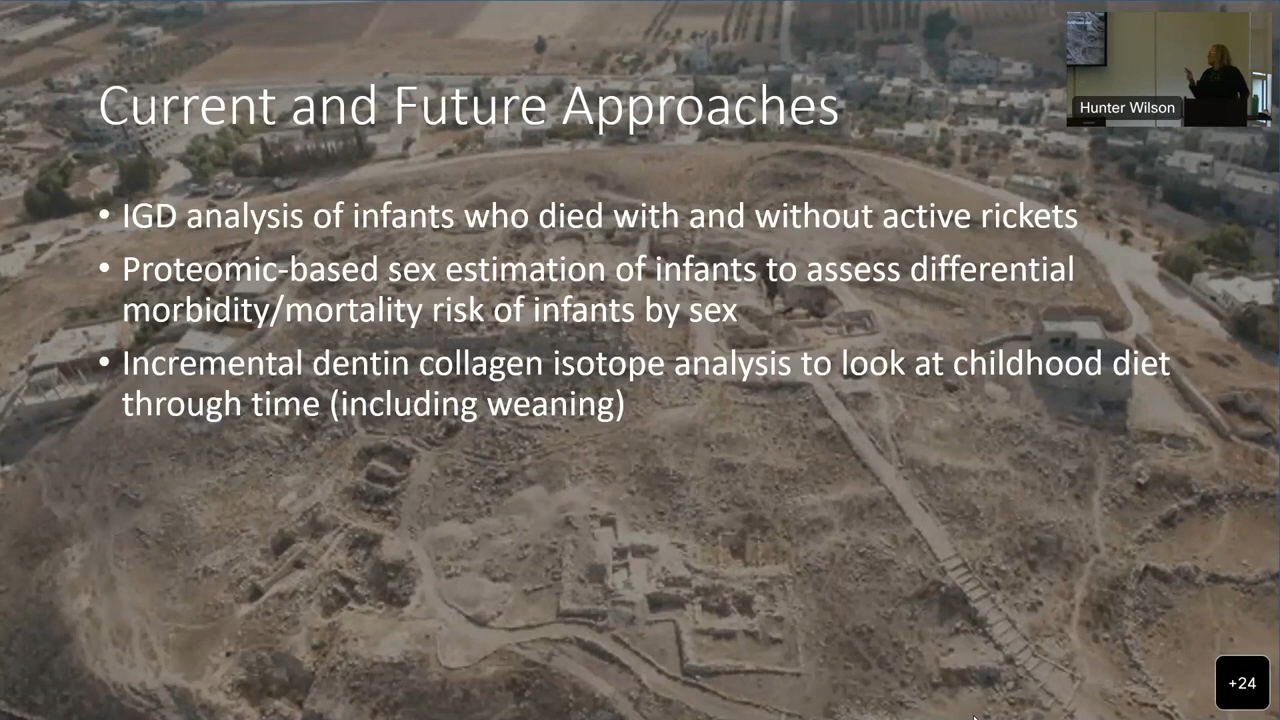 Current and Future Approaches
Hunter Wilson
• IGD analysis of infants who died with and without active rickets
• Proteomic-based sex estimation of infants to assess differential
morbidity/mortality risk of infants by sex
• Incremental dentin collagen isotope analysis to look at childhood diet
through time (including weaning)
+24